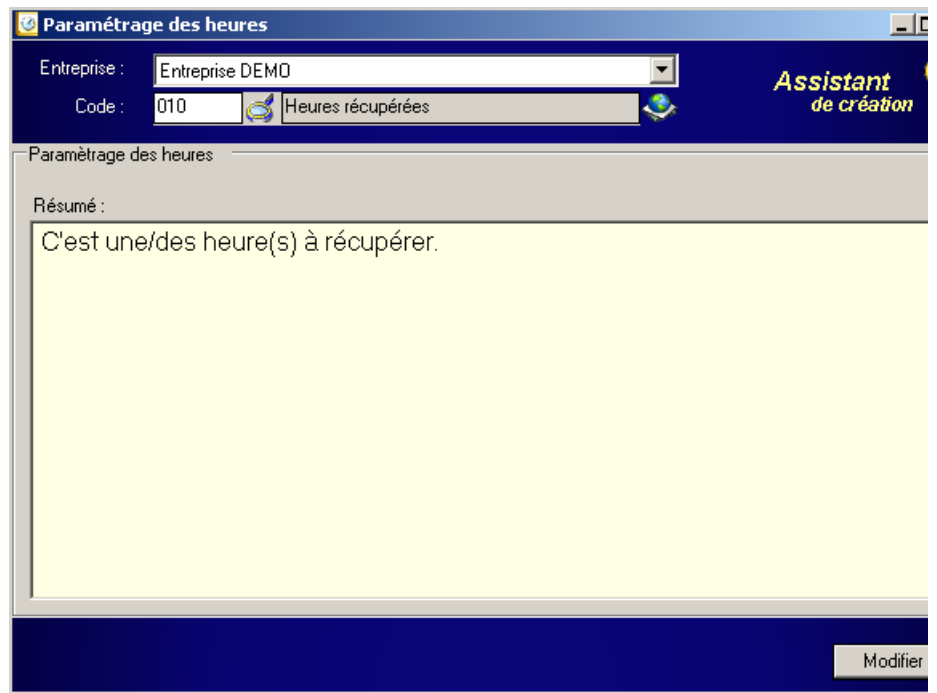 Paramétrage des heures
Entreprise : Entreprise DEMO
Code : 010 Heures récupérées
Assistant
de création
Paramètrage des heures
Résumé :
C'est une/des heure(s) à récupérer.
Modifier